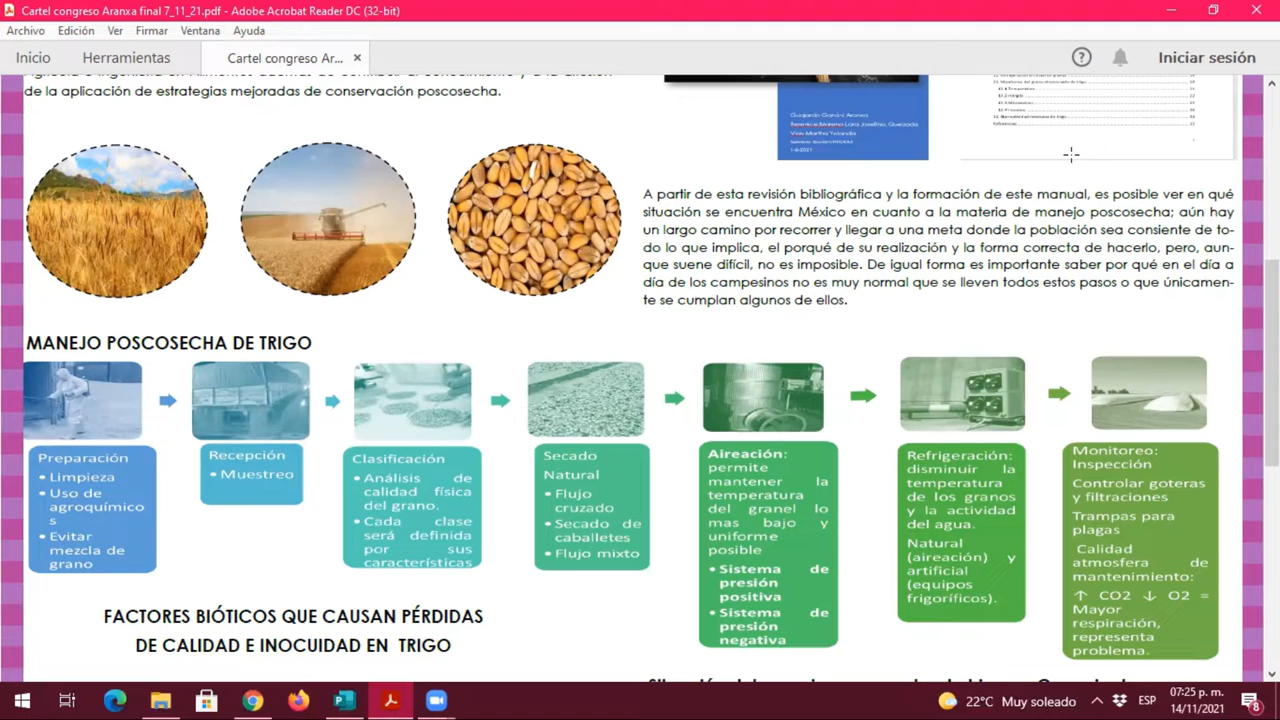 Cartel congreso Aranxa final 7_11_21.pdf - Adobe Acrobat Reader DC (32-bit)
Archivo Edición Ver Firmar Ventana Ayuda
Inicio Herramientas Cartel congreso Ar... × Iniciar sesión
de la aplicación de estrategias mejoradas de conservación poscosecha.
A partir de esta revisión bibliográfica y la formación de este manual, es posible ver en qué
situación se encuentra México en cuanto a la materia de manejo poscosecha; aún hay
un largo camino por recorrer y llegar a una meta donde la población sea consiente de to-
do lo que implica, el porqué de su realización y la forma correcta de hacerlo, pero, aun-
que suene difícil, no es imposible. De igual forma es importante saber por qué en el día a
día de los campesinos no es muy normal que se lleven todos estos pasos o que únicamen-
te se cumplan algunos de ellos.
MANEJO POSCOSECHA DE TRIGO
Preparación
• Limpieza
• Uso de
agroquímico
s
• Evitar
mezcla de
grano
Recepción
• Muestreo
Clasificación
• Análisis de
calidad física
del grano.
• Cada clase
será definida
por sus
características
Secado
Natural
• Flujo
cruzado
• Secado de
caballetes
• Flujo mixto
Aireación:
permite
mantener la
temperatura
del granel lo
mas bajo y
uniforme
posible
• Sistema de
presión
positiva
• Sistema de
presión
negativa
Refrigeración:
disminuir la
temperatura
de los granos
y la actividad
del agua.
Natural
(aireación) y
artificial
(equipos
frigoríficos).
Monitoreo:
Inspección
Controlar goteras
y filtraciones
Trampas para
plagas
Calidad
atmosfera de
mantenimiento:
↑ CO2 ↓ O2 =
Mayor
respiración,
representa
problema.
FACTORES BIÓTICOS QUE CAUSAN PÉRDIDAS
DE CALIDAD E INOCUIDAD EN TRIGO
22°C Muy soleado ESP 07:25 p. m.
14/11/2021 8